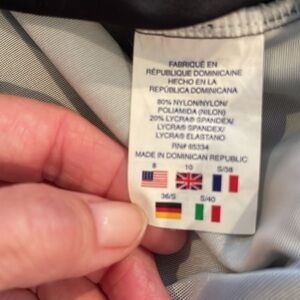 FABRIQUÉ EN
RÉPUBLIQUE DOMINICAINE
HECHO EN LA
REPÚBLICA DOMINICANA
80% NYLON/NYLON/
POLIAMIDA (NILON)
20% LYCRA® SPANDEX/
LYCRA® SPANDEX/
LYCRA® ELASTANO
RN# 65334
MADE IN DOMINICAN REPUBLIC
8 10 S/38
36/S S/40